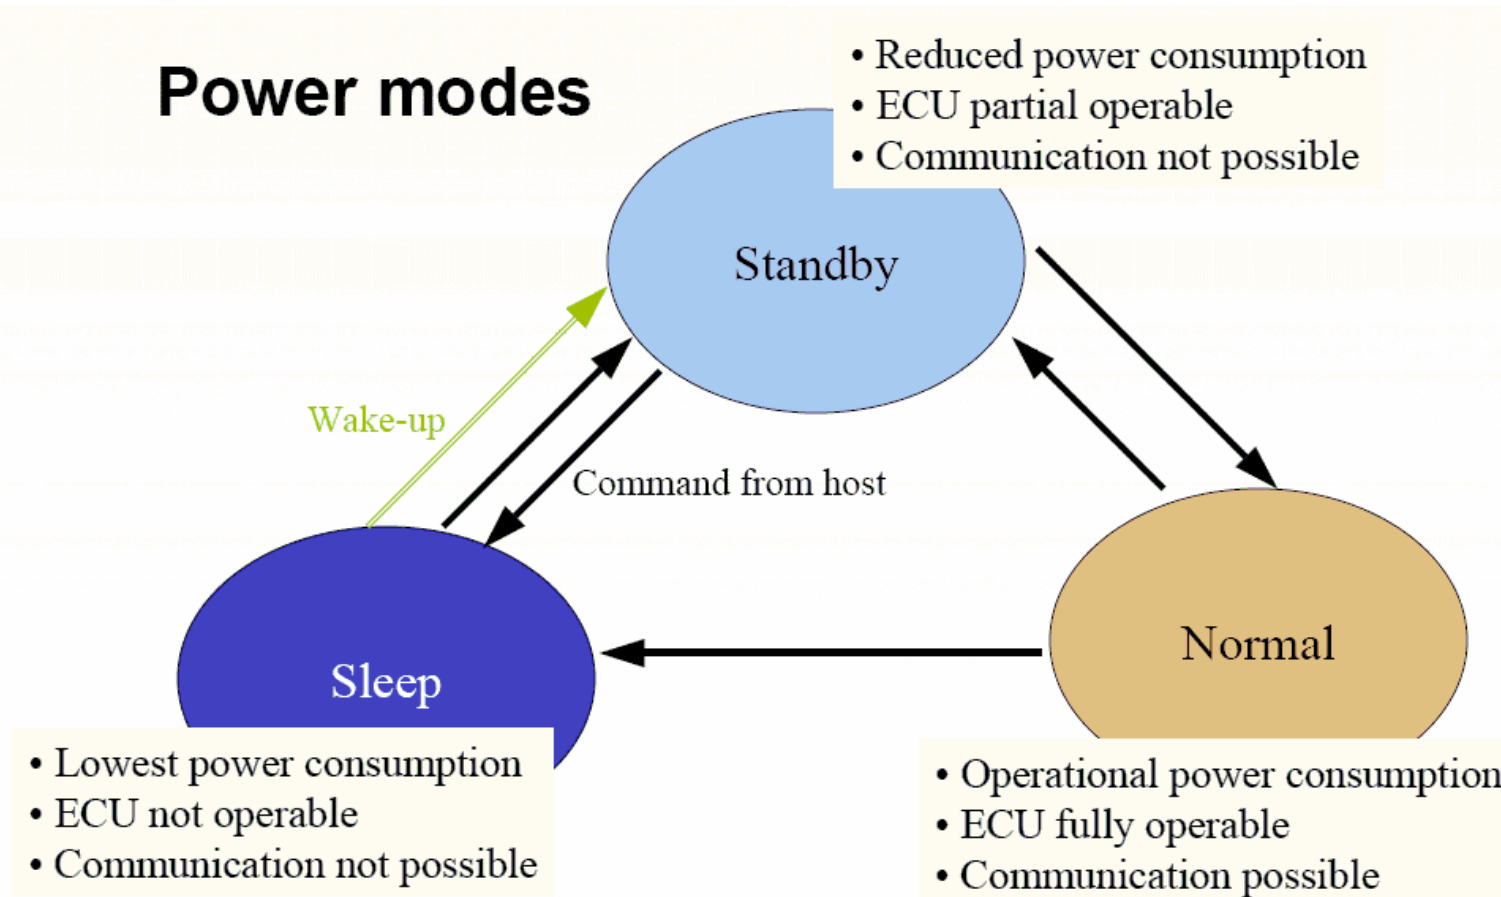 Power modes
• Reduced power consumption
• ECU partial operable
• Communication not possible
Standby
Wake-up
Command from host
Sleep
Normal
• Lowest power consumption
• ECU not operable
• Communication not possible
• Operational power consumption
• ECU fully operable
• Communication possible